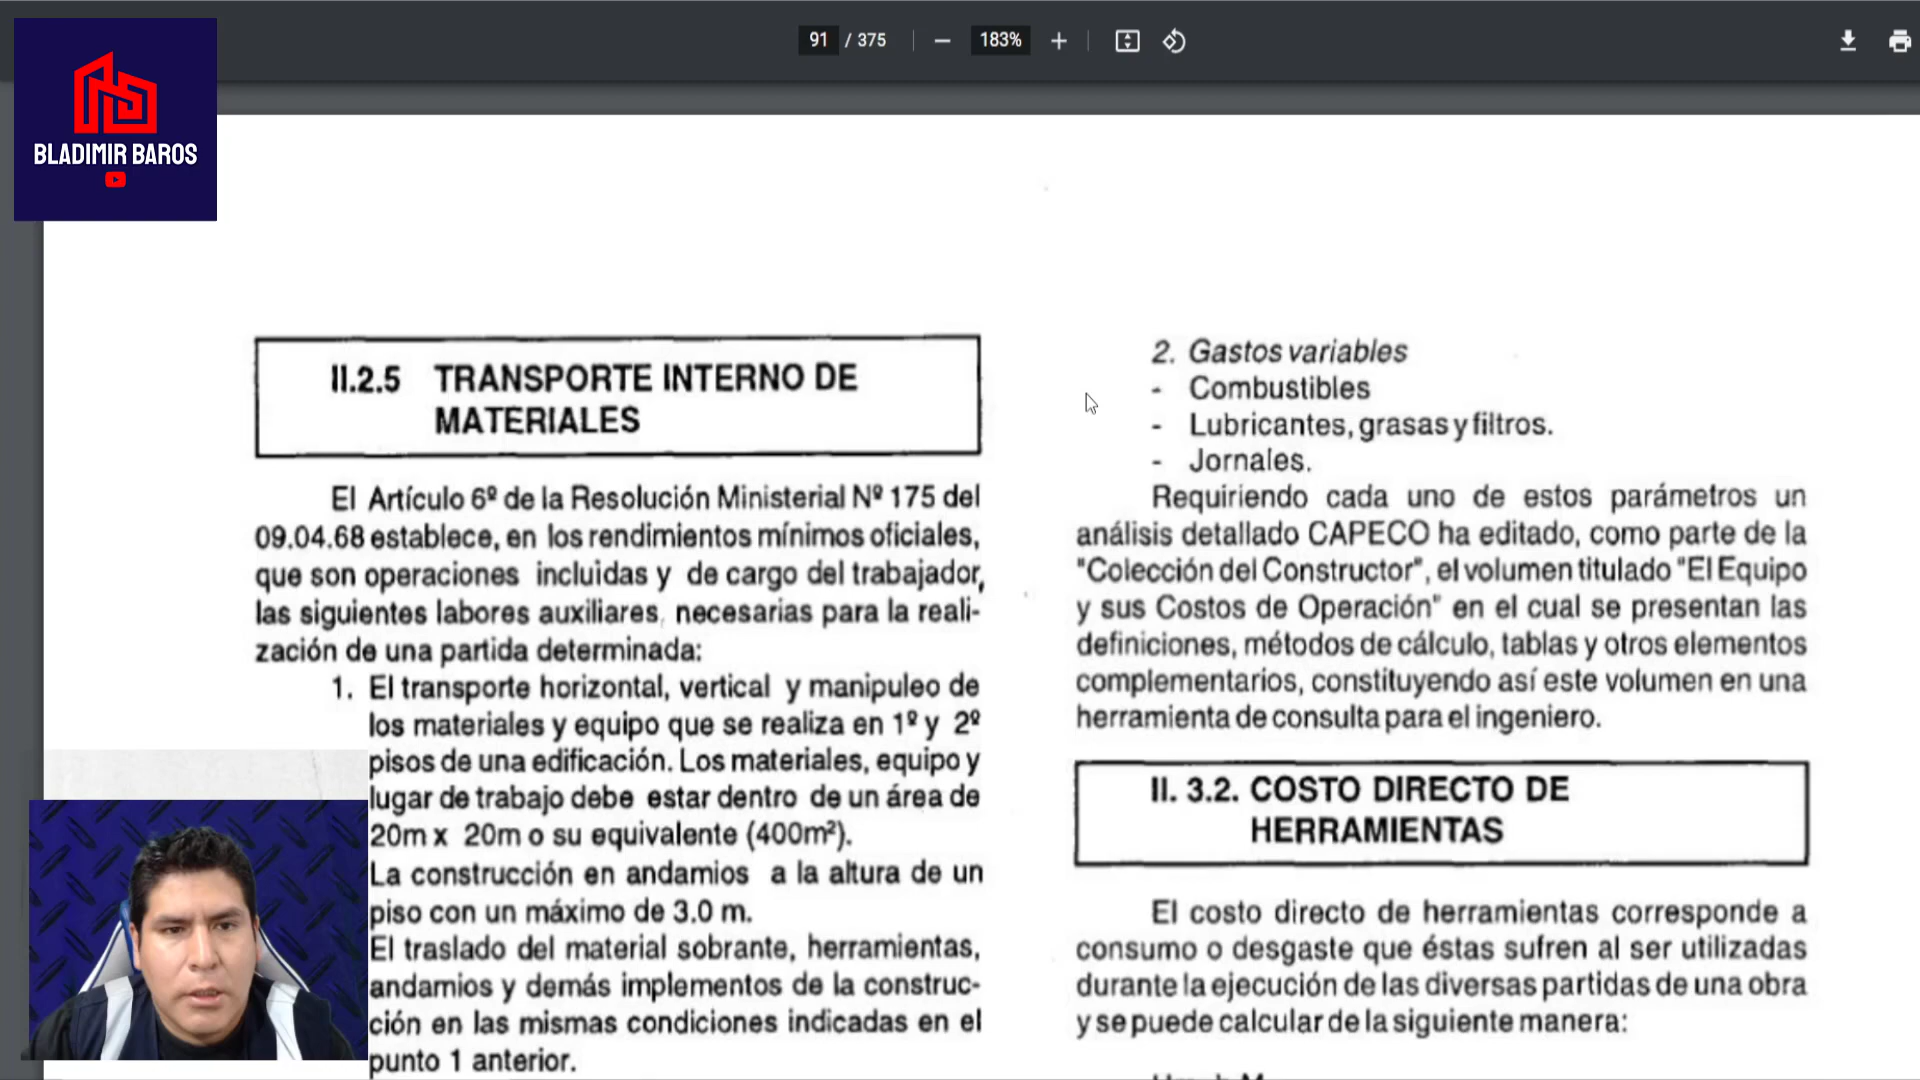 91 / 375
183%
BLADIMIR BAROS
II.2.5 TRANSPORTE INTERNO DE
MATERIALES
El Artículo 6º de la Resolución Ministerial Nº 175 del
09.04.68 establece, en los rendimientos mínimos oficiales,
que son operaciones incluidas y de cargo del trabajador,
las siguientes labores auxiliares, necesarias para la reali-
zación de una partida determinada:
1. El transporte horizontal, vertical y manipuleo de
los materiales y equipo que se realiza en 1º y 2º
pisos de una edificación. Los materiales, equipo y
lugar de trabajo debe estar dentro de un área de
20m x 20m o su equivalente (400m²).
La construcción en andamios a la altura de un
piso con un máximo de 3.0 m.
El traslado del material sobrante, herramientas,
andamios y demás implementos de la construc-
ción en las mismas condiciones indicadas en el
punto 1 anterior.
2. Gastos variables
- Combustibles
- Lubricantes, grasas y filtros.
- Jornales.
Requiriendo cada uno de estos parámetros un
análisis detallado CAPECO ha editado, como parte de la
"Colección del Constructor", el volumen titulado "El Equipo
y sus Costos de Operación" en el cual se presentan las
definiciones, métodos de cálculo, tablas y otros elementos
complementarios, constituyendo así este volumen en una
herramienta de consulta para el ingeniero.
II. 3.2. COSTO DIRECTO DE
HERRAMIENTAS
El costo directo de herramientas corresponde a
consumo o desgaste que éstas sufren al ser utilizadas
durante la ejecución de las diversas partidas de una obra
y se puede calcular de la siguiente manera: